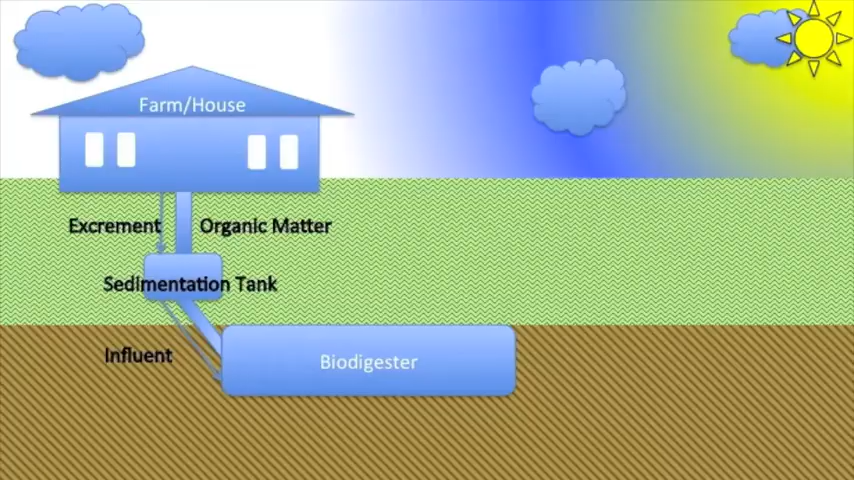 Farm/House
Excrement
Organic Matter
Sedimentation Tank
Influent
Biodigester